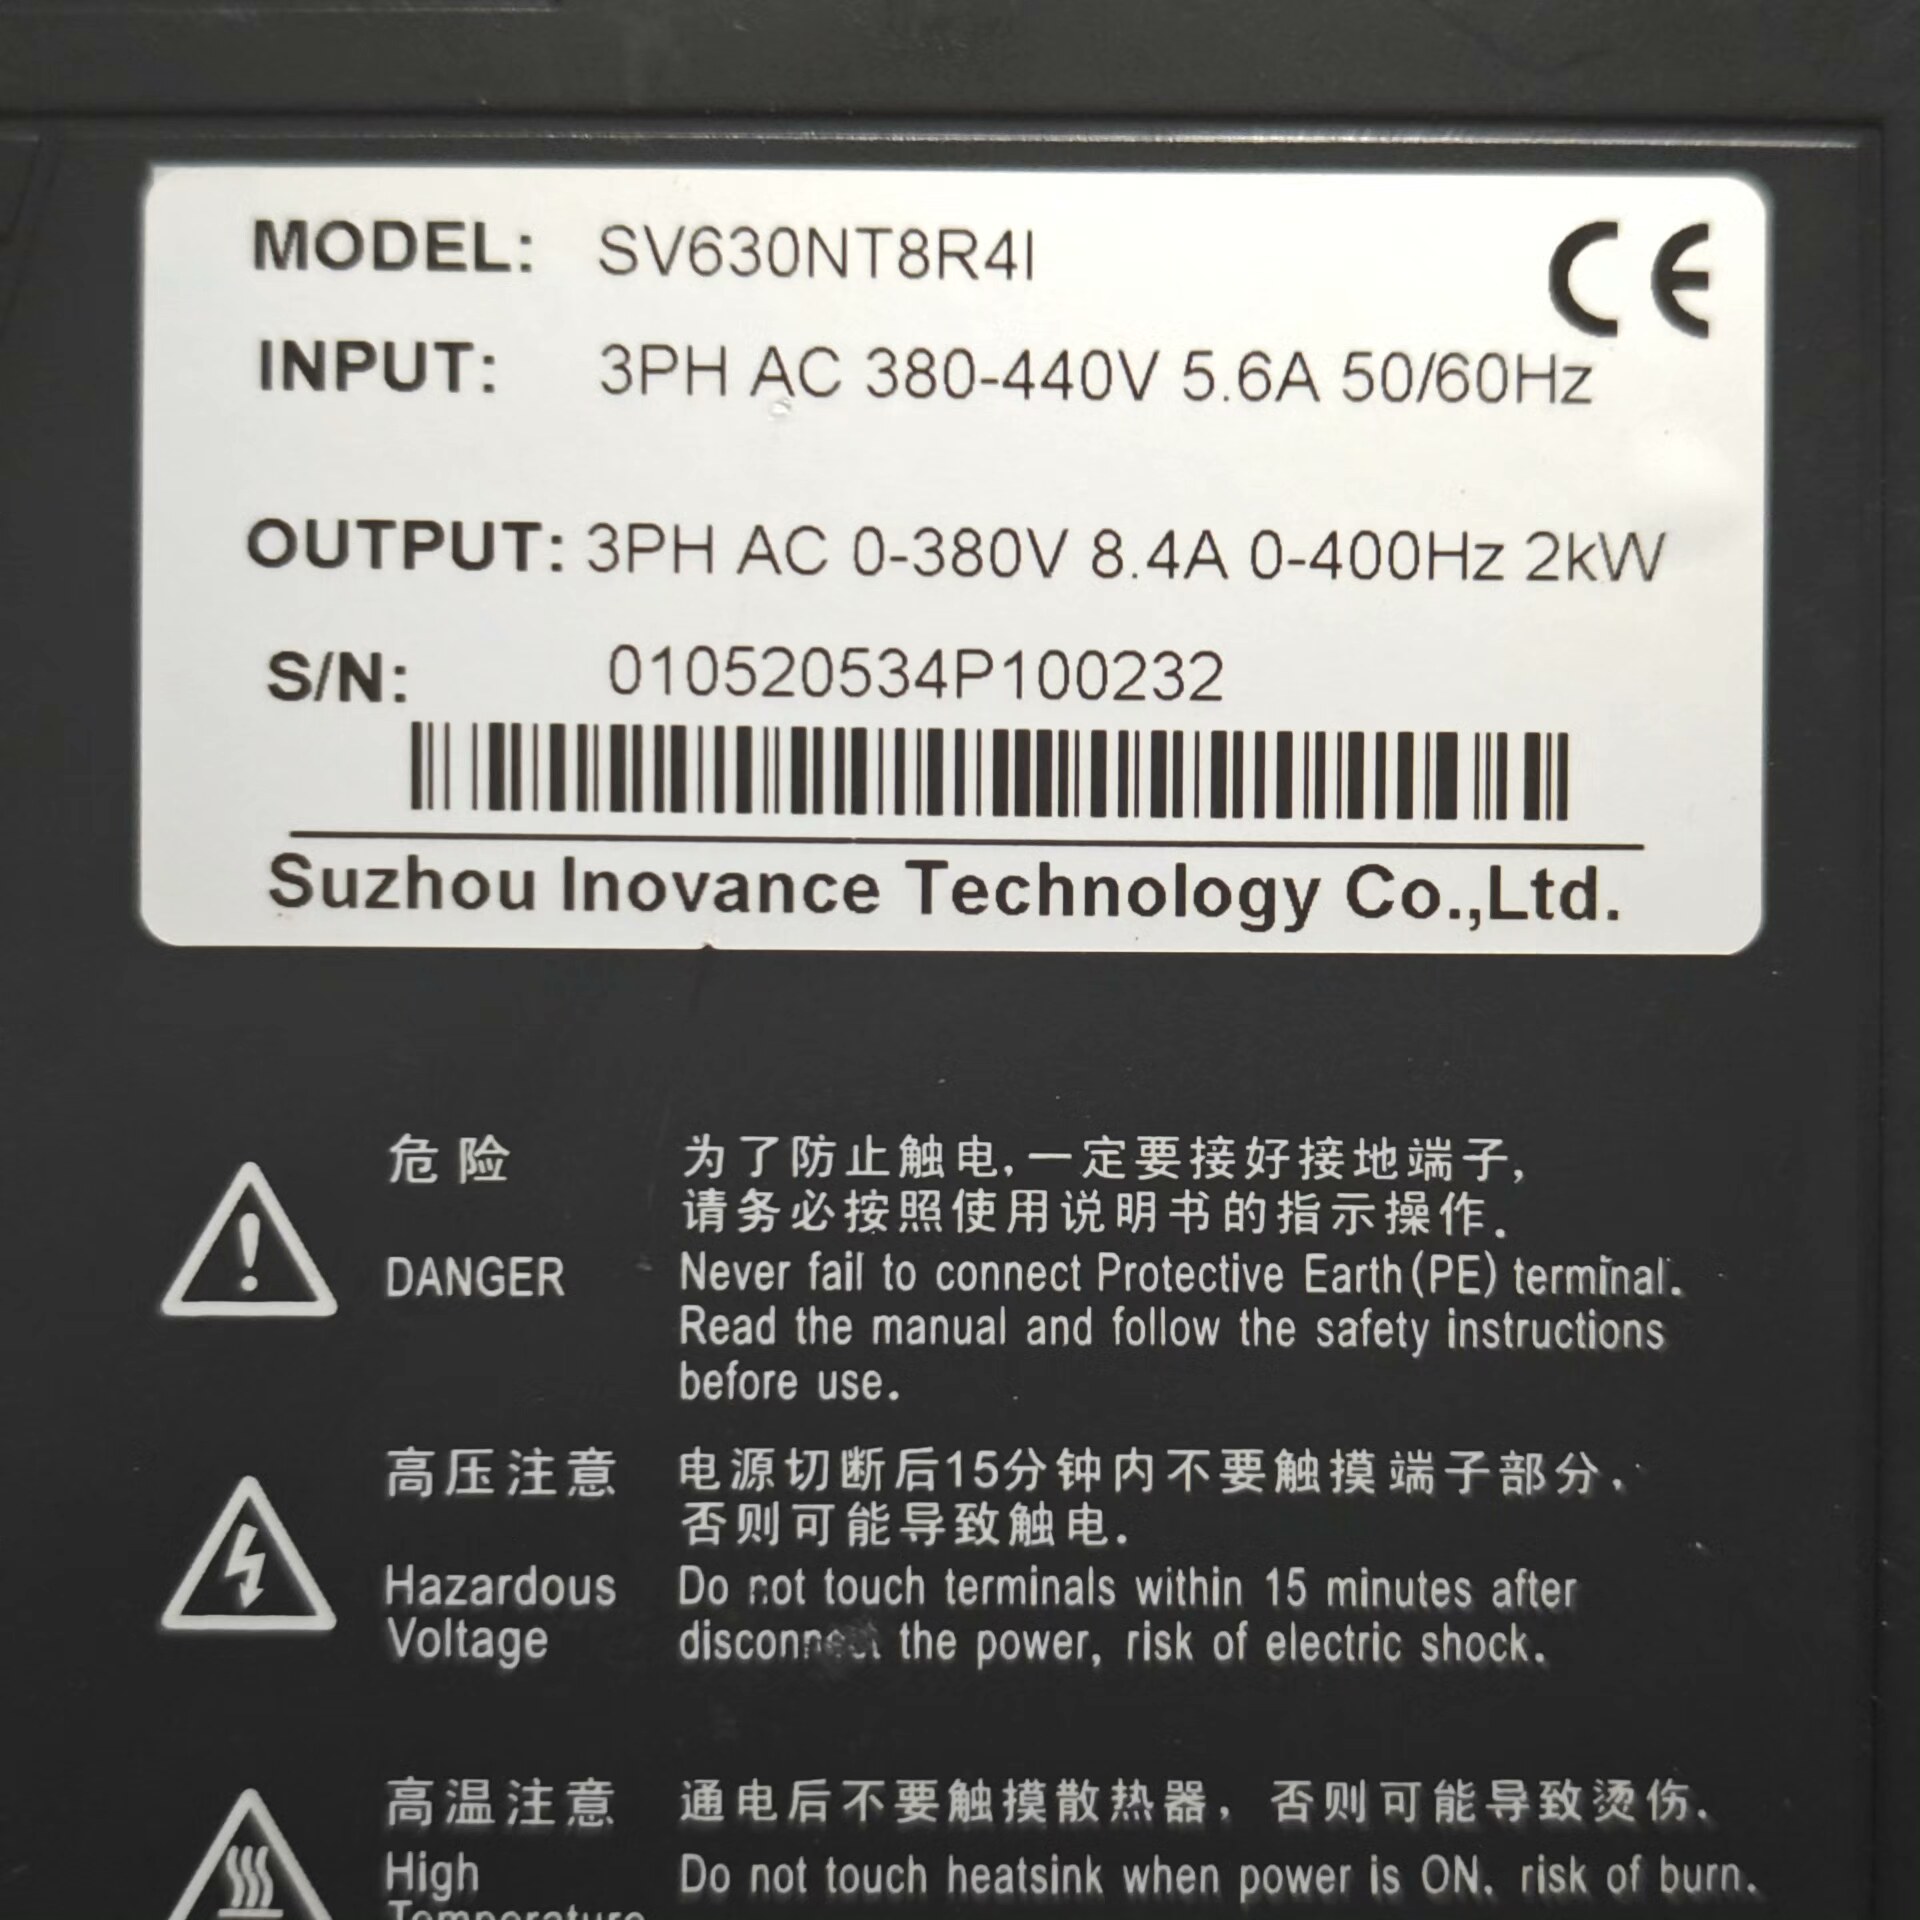 MODEL: SV630NT8R4I CE
INPUT: 3PH AC 380-440V 5.6A 50/60Hz
OUTPUT: 3PH AC 0-380V 8.4A 0-400Hz 2kW
S/N: 010520534P100232
Suzhou Inovance Technology Co.,Ltd.
危险 为了防止触电,一定要接好接地端子,
请务必按照使用说明书的指示操作.
DANGER Never fail to connect Protective Earth(PE) terminal.
Read the manual and follow the safety instructions
before use.
高压注意 电源切断后15分钟内不要触摸端子部分,
否则可能导致触电.
Hazardous Do not touch terminals within 15 minutes after
Voltage disconnect the power, risk of electric shock.
高温注意 通电后不要触摸散热器，否则可能导致烫伤.
High Do not touch heatsink when power is ON. risk of burn.
Temperature